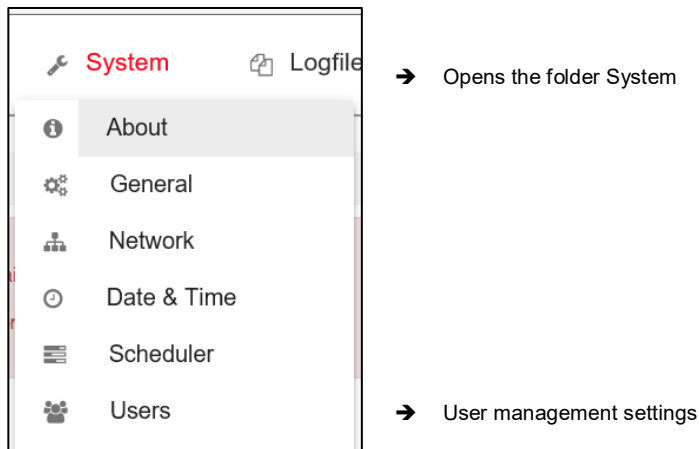 System Logfile
➔ Opens the folder System
About
General
Network
Date & Time
Scheduler
Users
➔ User management settings